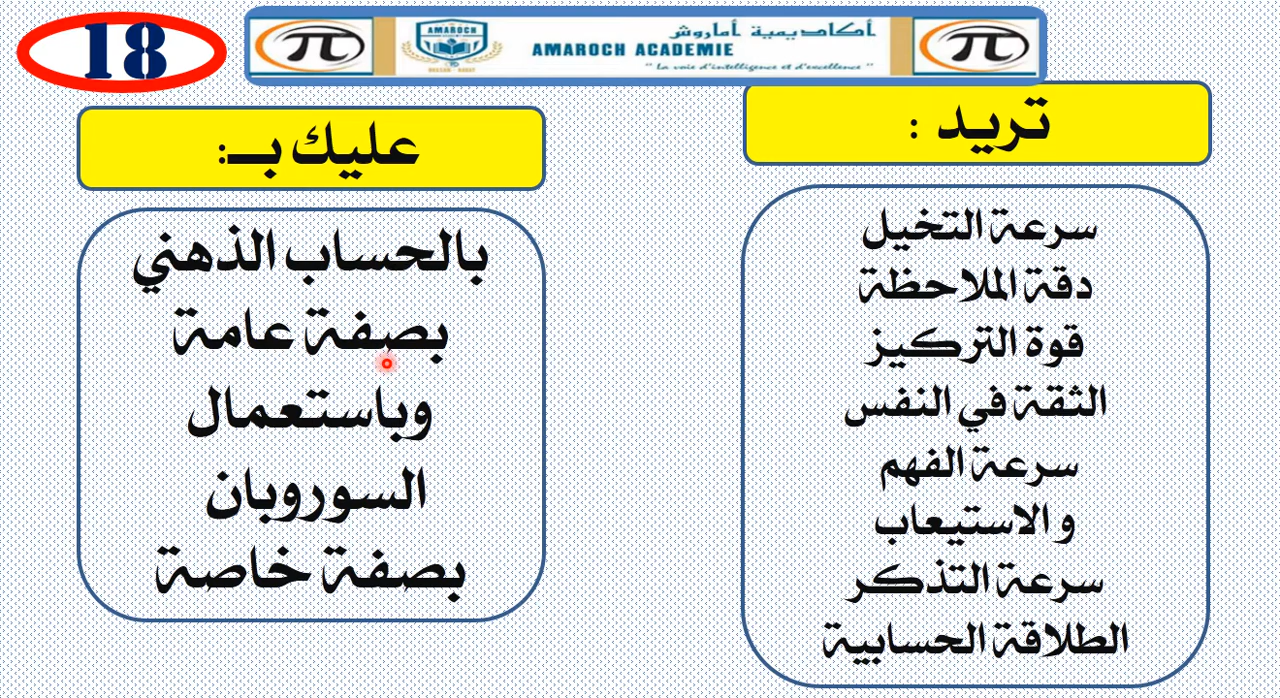 18
أكاديمية أماروش
AMAROCH
AMAROCH ACADEMIE
" La voie d'intelligence et d'excellence "
تريد :
سرعة التخيل
دقة الملاحظة
قوة التركيز
الثقة في النفس
سرعة الفهم
و الاستيعاب
سرعة التذكر
الطلاقة الحسابية
عليك بـ:
بالحساب الذهني
بصفة عامة
وباستعمال
السوروبان
بصفة خاصة